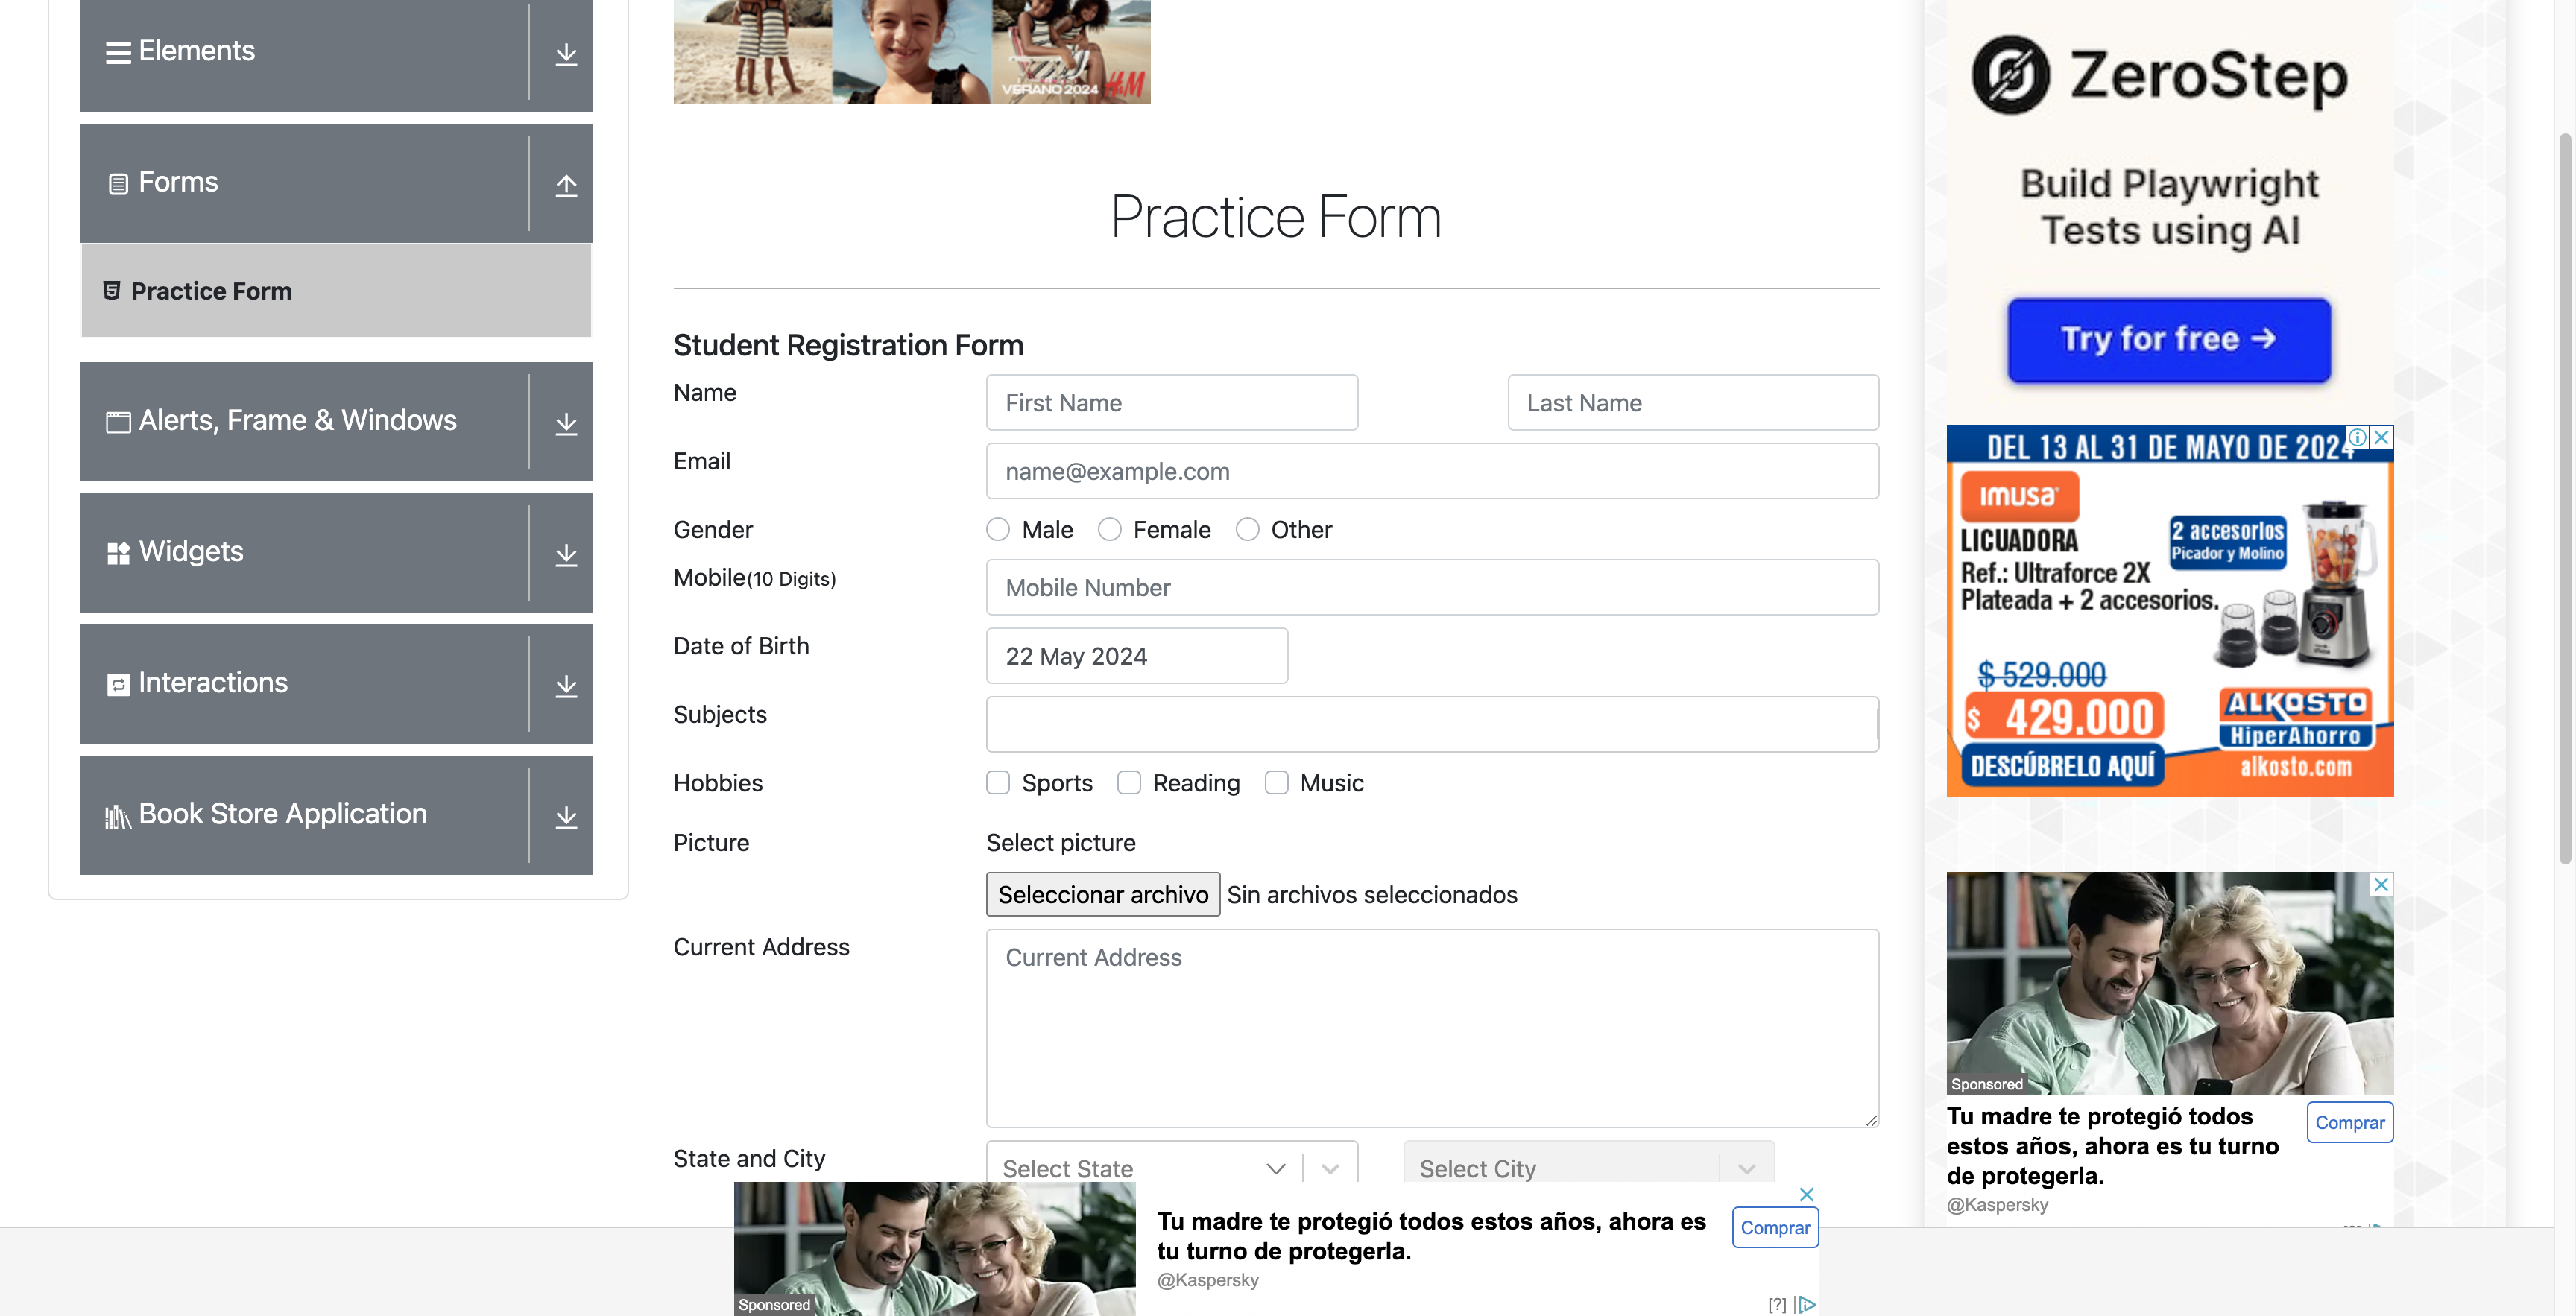 Elements
Forms
Practice Form
Alerts, Frame & Windows
Widgets
Interactions
Book Store Application
VERANO 2024 H&M
Practice Form
Student Registration Form
Name
First Name
Last Name
Email
name@example.com
Gender
Male
Female
Other
Mobile(10 Digits)
Mobile Number
Date of Birth
22 May 2024
Subjects
Hobbies
Sports
Reading
Music
Picture
Select picture
Seleccionar archivo Sin archivos seleccionados
Current Address
Current Address
State and City
Select State
Select City
Sponsored
Tu madre te protegió todos estos años, ahora es
tu turno de protegerla.
@Kaspersky
Comprar
[?]
ZeroStep
Build Playwright
Tests using AI
Try for free →
DEL 13 AL 31 DE MAYO DE 2024
imusa
LICUADORA
Ref.: Ultraforce 2X
Plateada + 2 accesorios.
2 accesorios
Picador y Molino
$ 529.000
$ 429.000
DESCÚBRELO AQUÍ
ALKOSTO
HiperAhorro
alkosto.com
Sponsored
Tu madre te protegió todos
estos años, ahora es tu turno
de protegerla.
@Kaspersky
Comprar